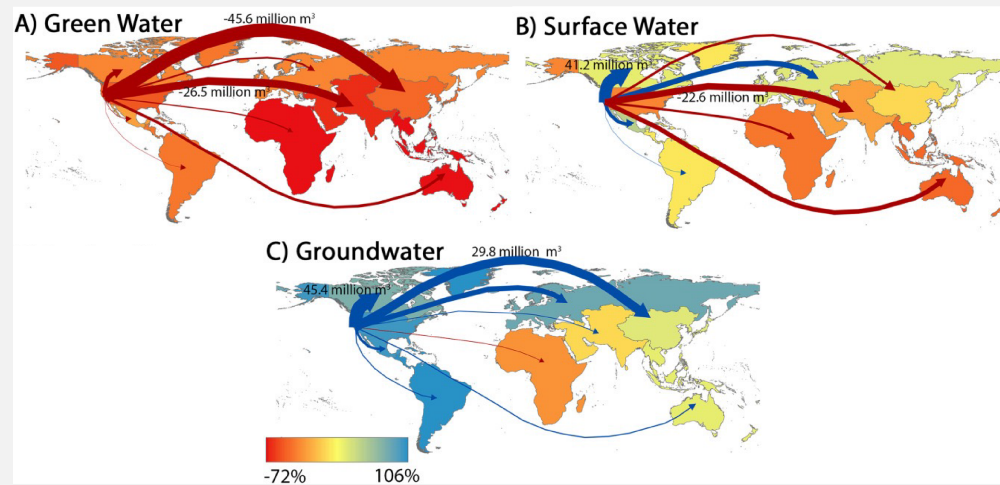 A) Green Water
-45.6 million m³
-26.5 million m³
B) Surface Water
41.2 million m³
-22.6 million m³
C) Groundwater
29.8 million m³
45.4 million m³
-72%
106%